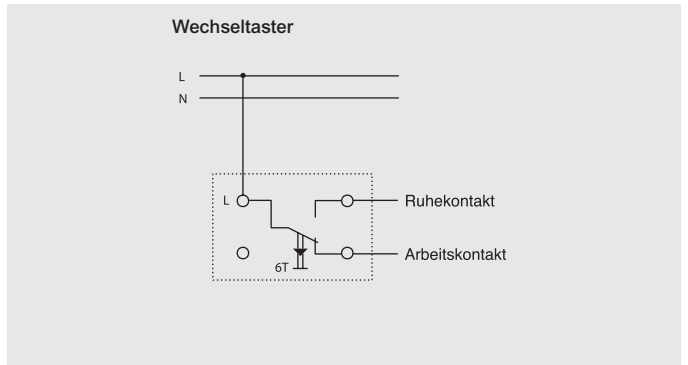 Wechseltaster
L
N
L
Ruhekontakt
Arbeitskontakt
6T